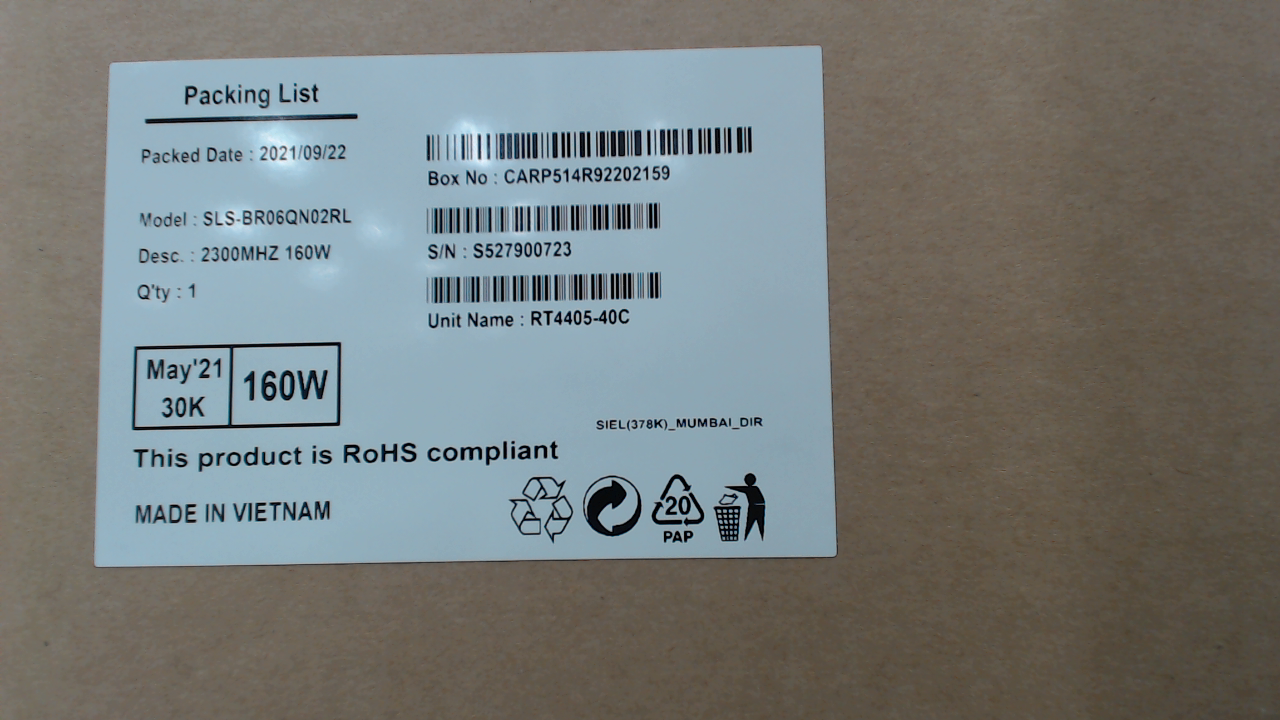 Packing List
Packed Date : 2021/09/22
Box No : CARP514R92202159
Model : SLS-BR06QN02RL
S/N : S527900723
Desc. : 2300MHZ 160W
Q'ty : 1
Unit Name : RT4405-40C
May'21
30K
160W
SIEL(378K)_MUMBAI_DIR
This product is RoHS compliant
MADE IN VIETNAM
20
PAP